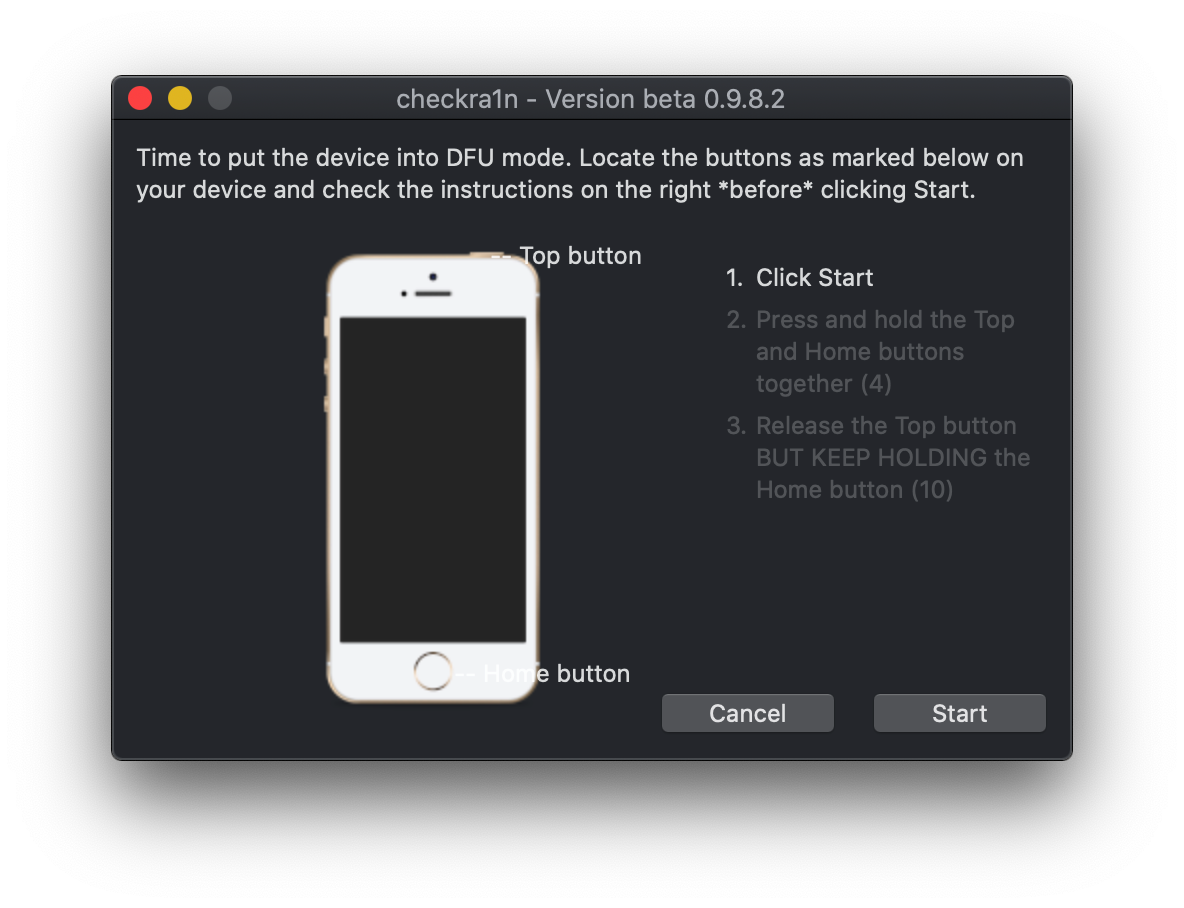 checkra1n - Version beta 0.9.8.2
Time to put the device into DFU mode. Locate the buttons as marked below on
your device and check the instructions on the right *before* clicking Start.
-- Top button
1. Click Start
2. Press and hold the Top
and Home buttons
together (4)
3. Release the Top button
BUT KEEP HOLDING the
Home button (10)
-- Home button
Cancel
Start